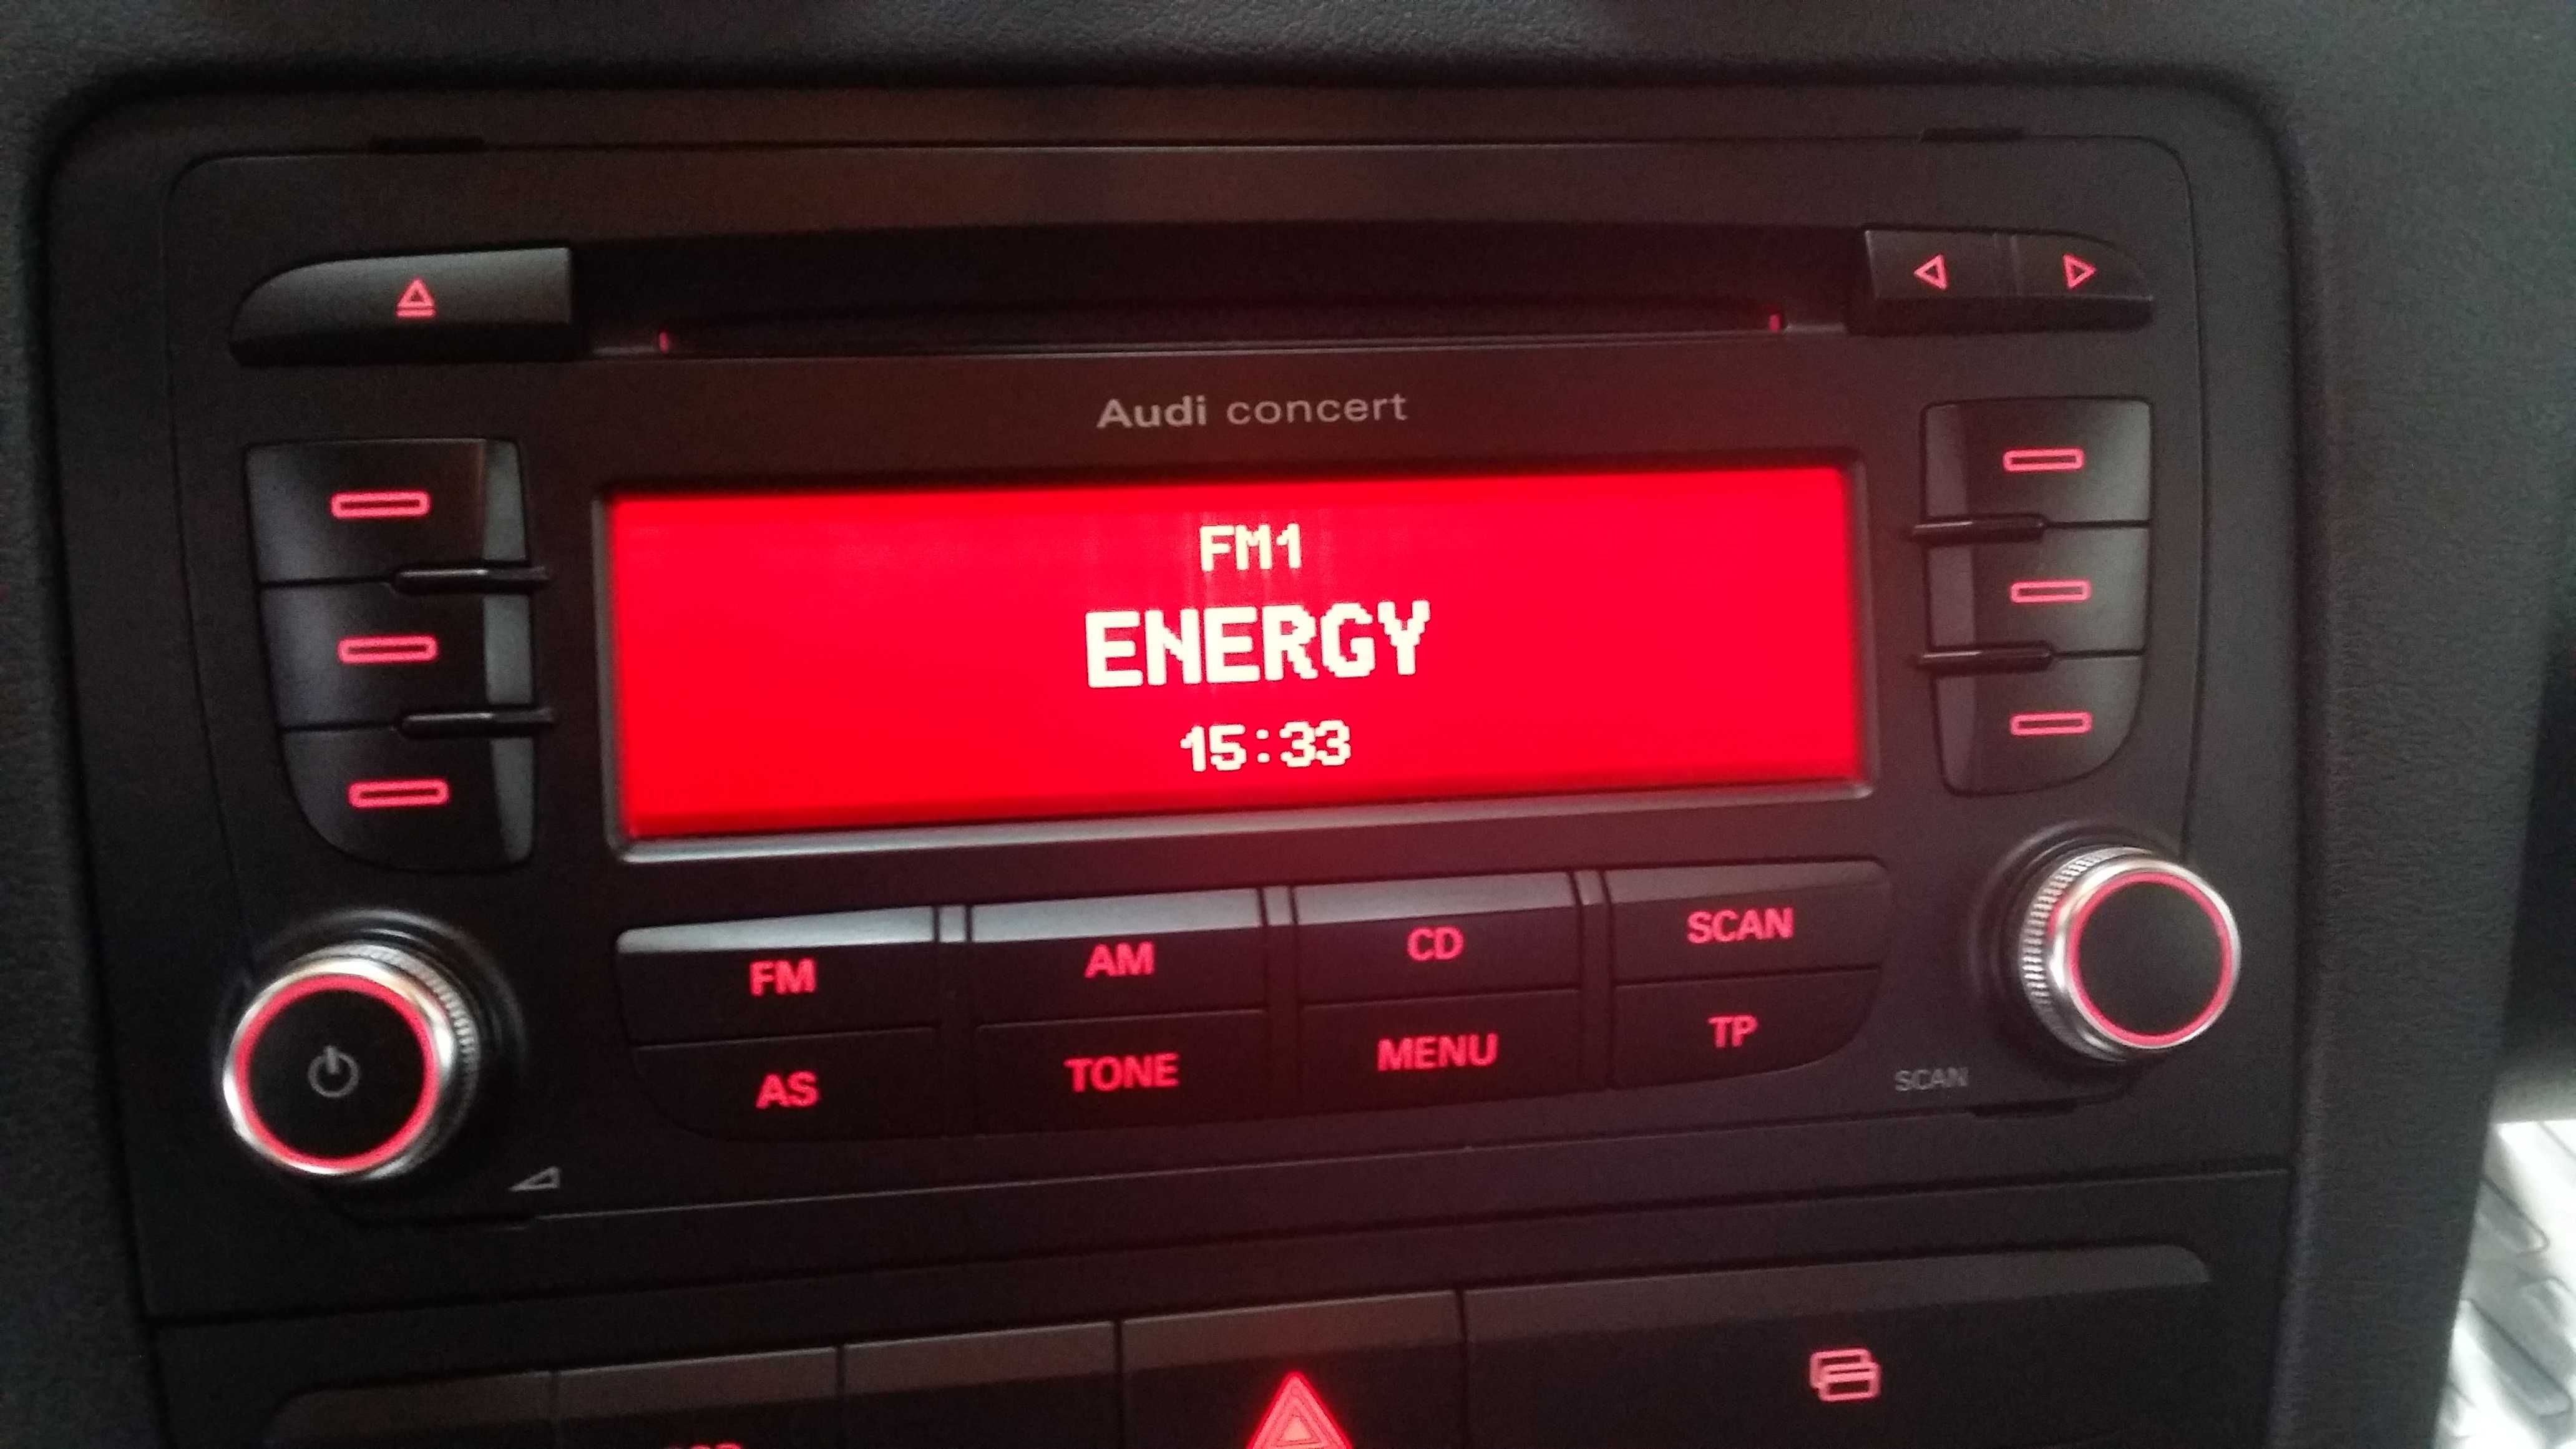 Audi concert
FM1
ENERGY
15:33
FM AM CD SCAN
AS TONE MENU TP
SCAN